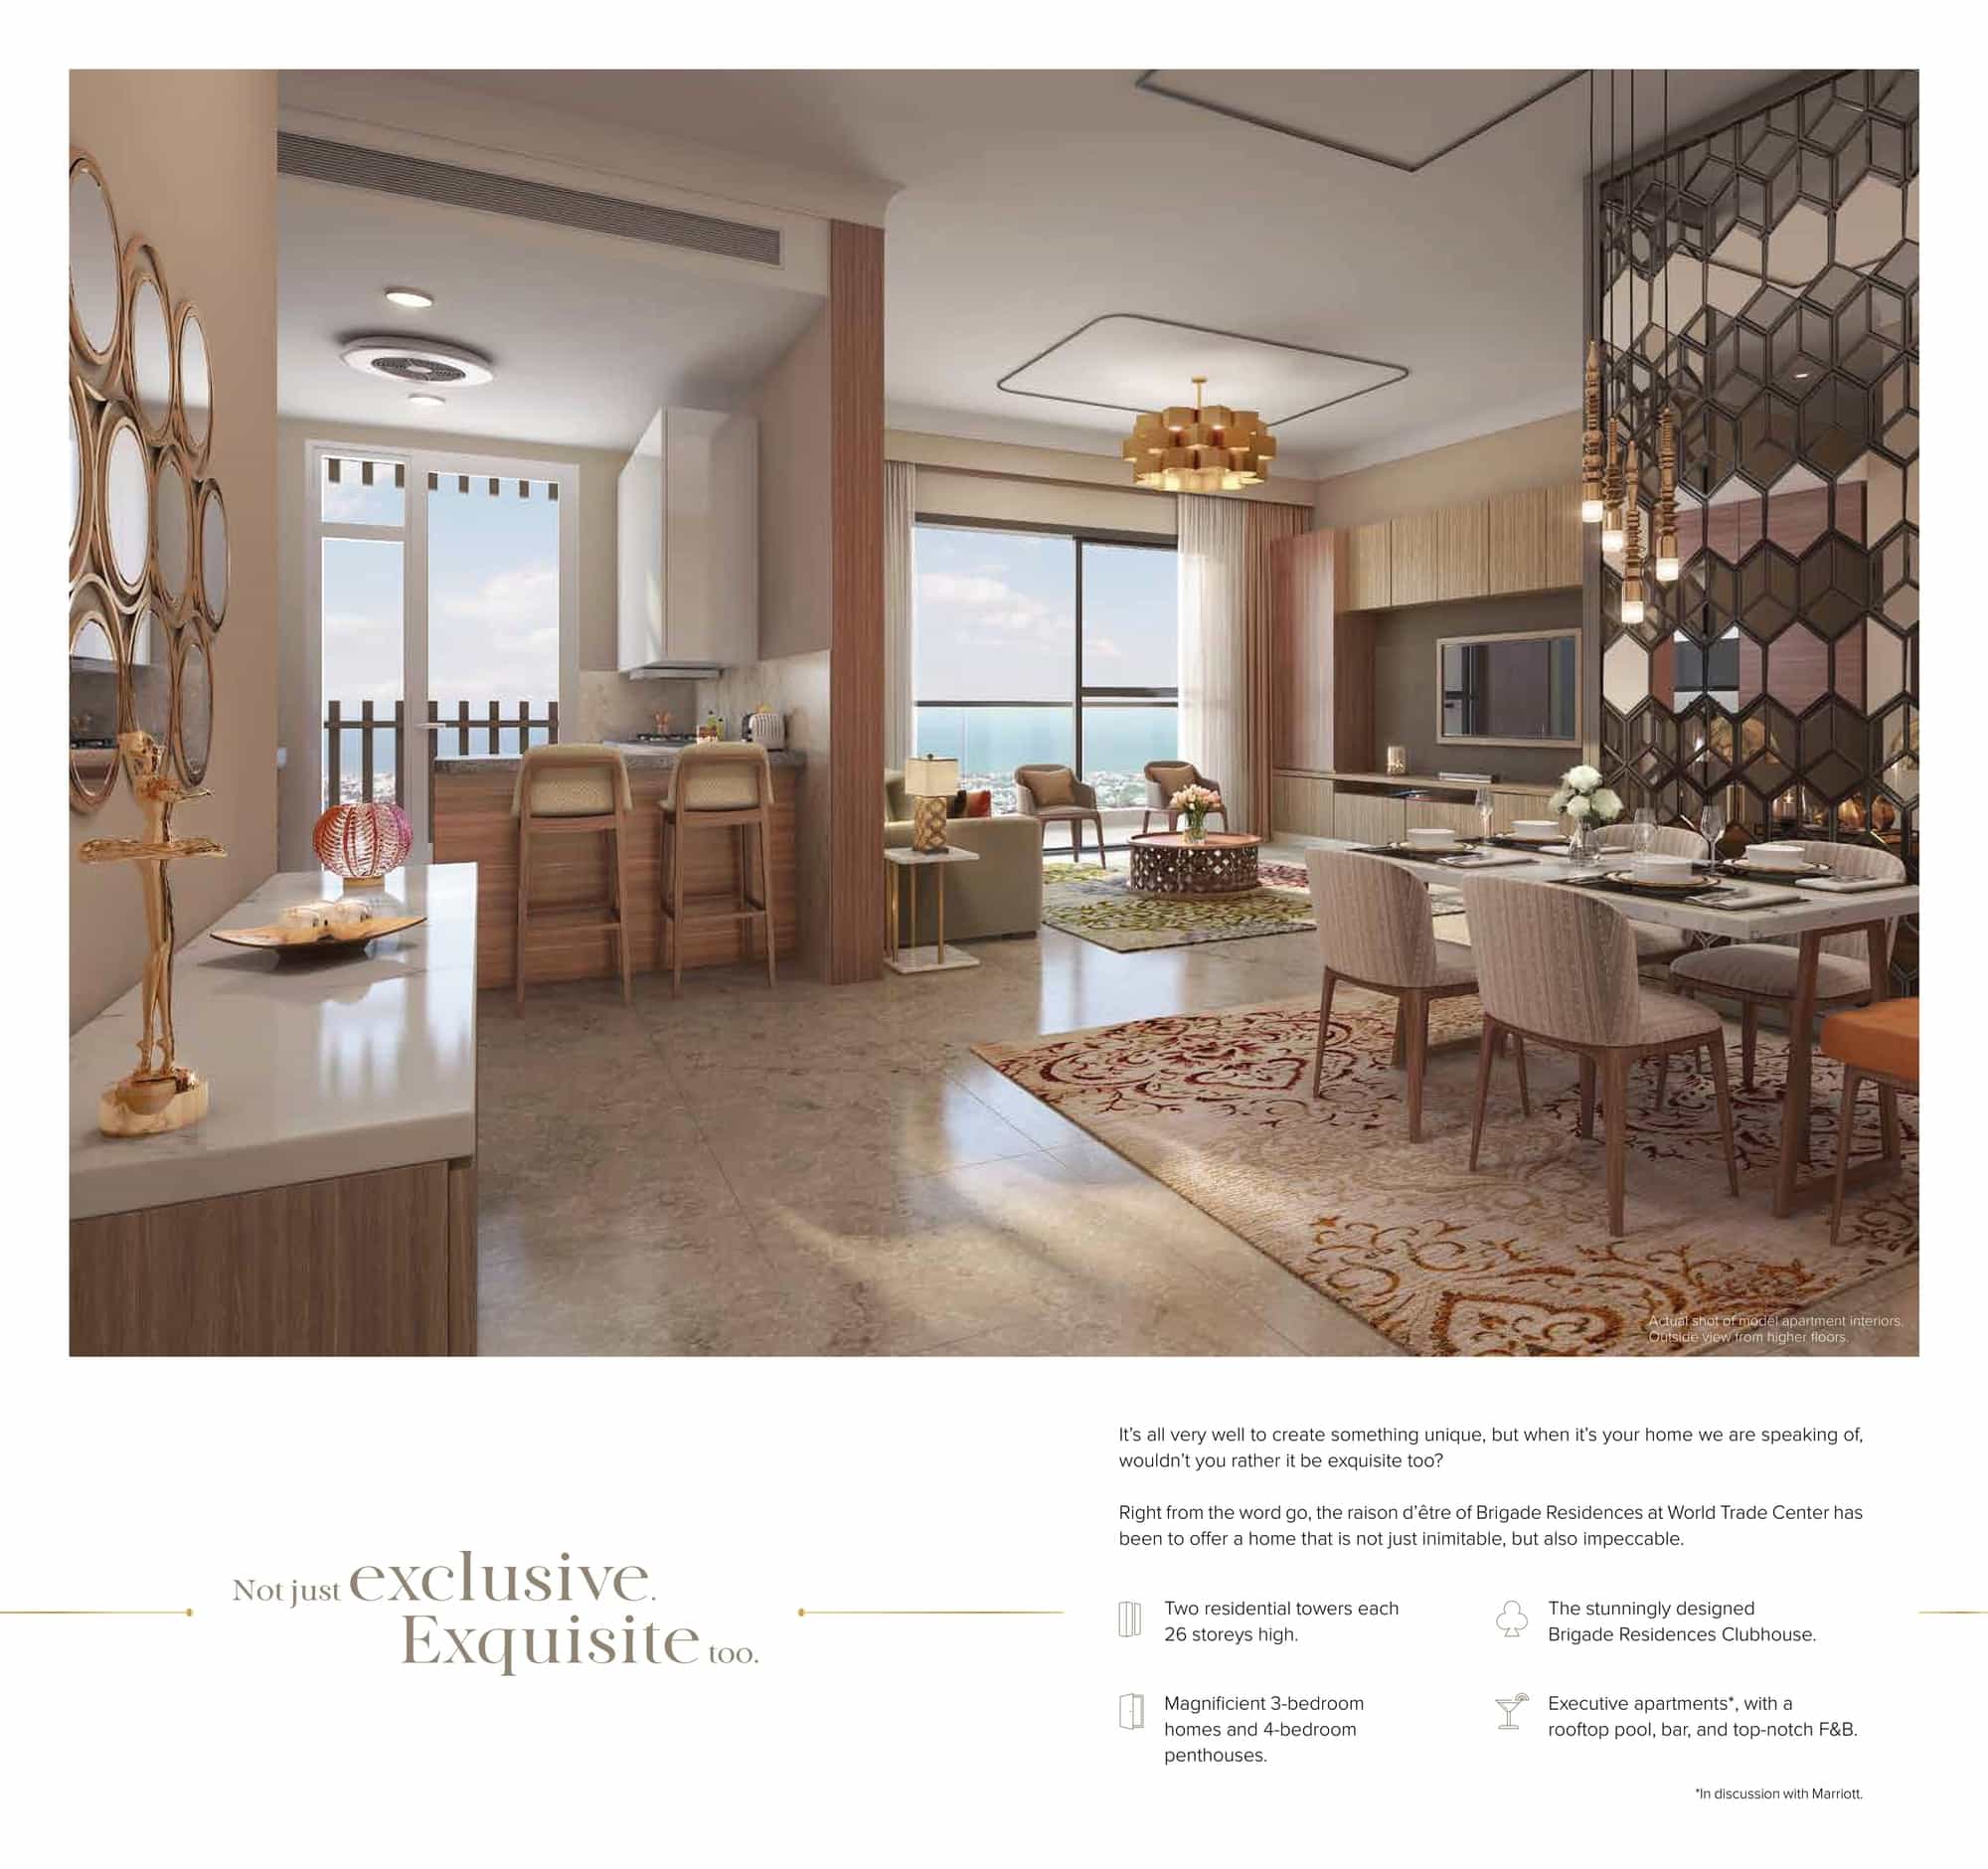 Actual shot of model apartment interiors.
Outside view from higher floors.
Not just exclusive.
Exquisite too.
It's all very well to create something unique, but when it's your home we are speaking of,
wouldn't you rather it be exquisite too?
Right from the word go, the raison d'être of Brigade Residences at World Trade Center has
been to offer a home that is not just inimitable, but also impeccable.
Two residential towers each
26 storeys high.
The stunningly designed
Brigade Residences Clubhouse.
Magnificient 3-bedroom
homes and 4-bedroom
penthouses.
Executive apartments*, with a
rooftop pool, bar, and top-notch F&B.
*In discussion with Marriott.